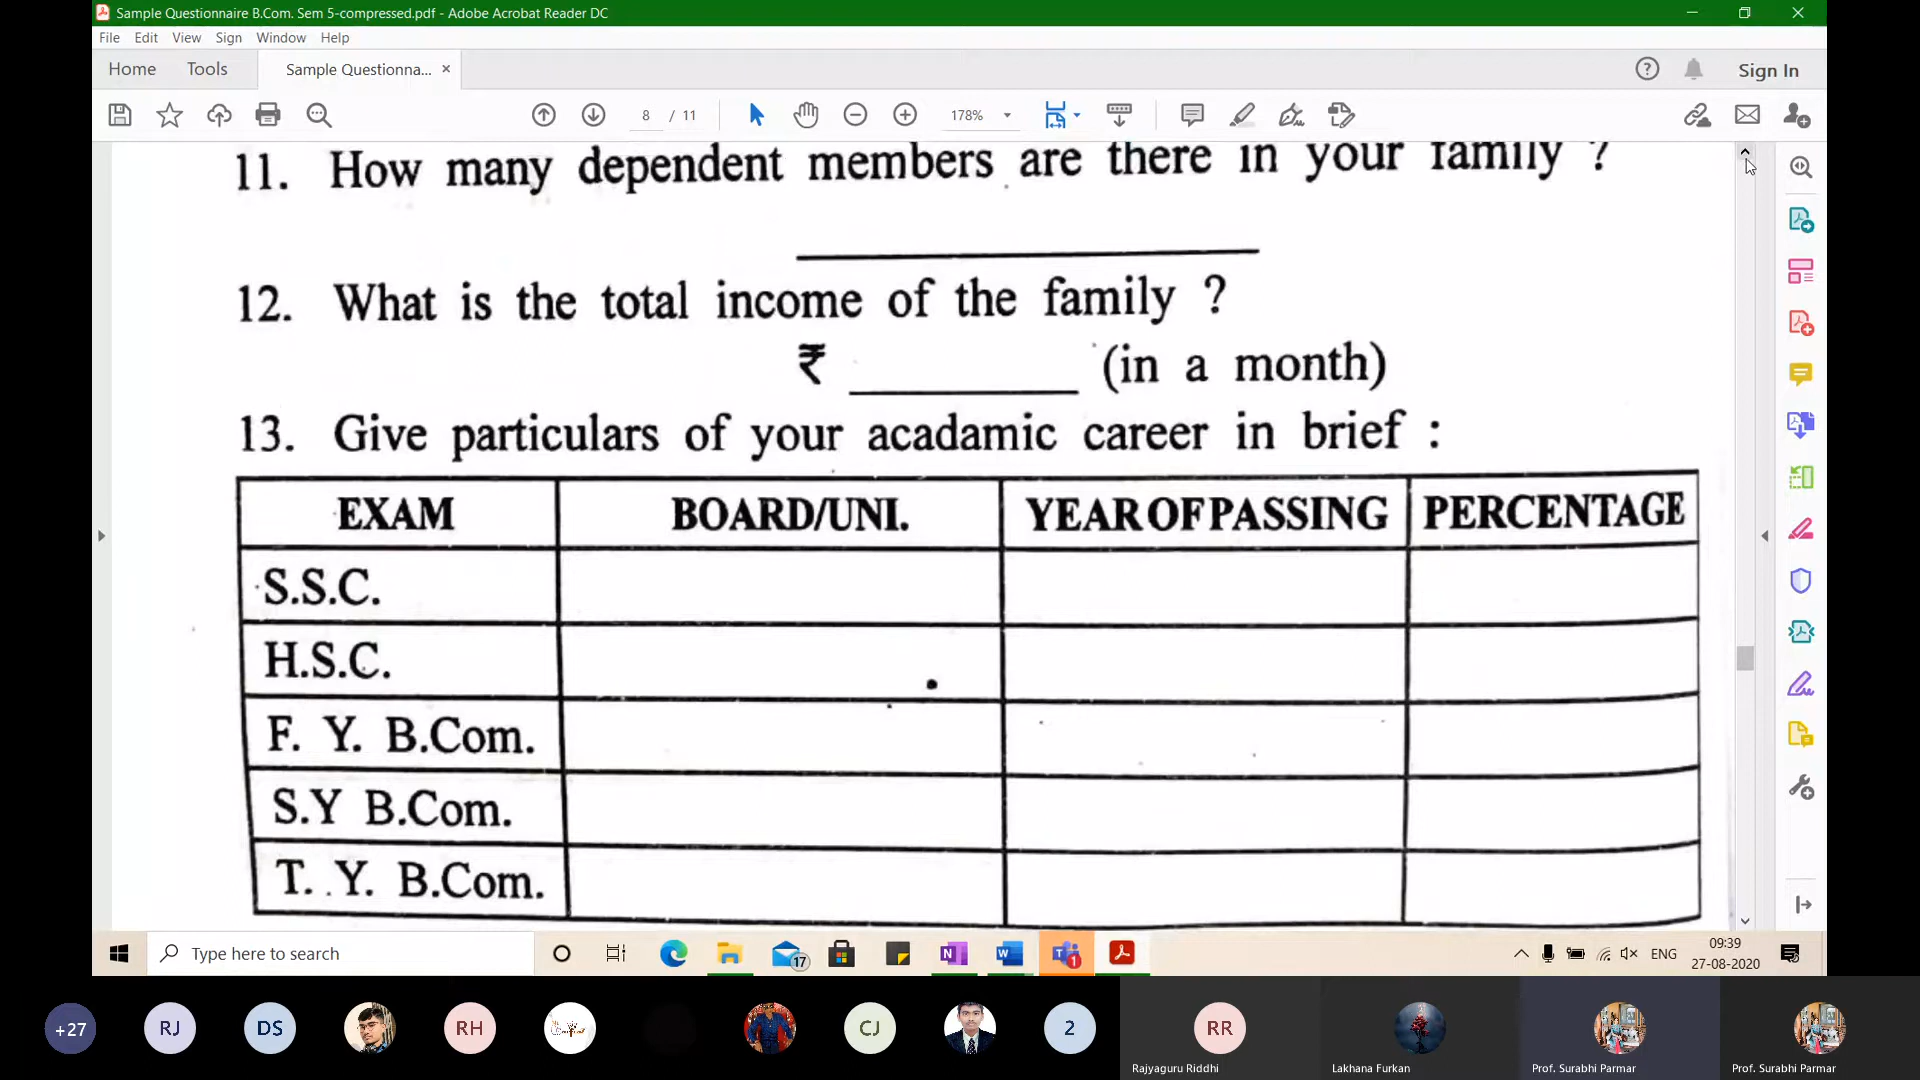 Sample Questionnaire B.Com. Sem 5-compressed.pdf - Adobe Acrobat Reader DC
File Edit View Sign Window Help
Home Tools Sample Questionna... × Sign In
8 / 11 178%
11. How many dependent members are there in your family ?
12. What is the total income of the family ?
₹ ________ (in a month)
13. Give particulars of your acadamic career in brief :
EXAM BOARD/UNI. YEAR OF PASSING PERCENTAGE
S.S.C.
H.S.C.
F. Y. B.Com.
S.Y B.Com.
T. Y. B.Com.
Type here to search 17 1 ENG 09:39
27-08-2020
+27 RJ DS RH CJ 2 RR
Rajyaguru Riddhi Lakhana Furkan Prof. Surabhi Parmar Prof. Surabhi Parmar